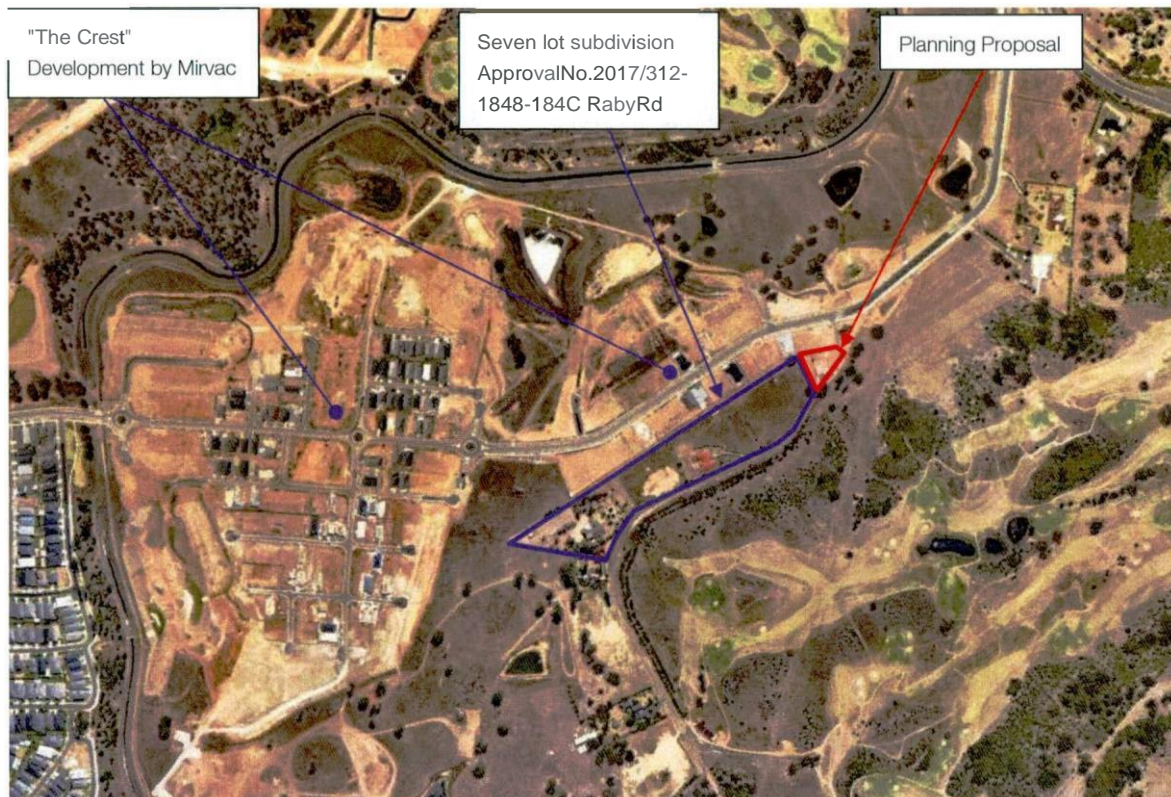 "The Crest"
Development by Mirvac
Seven lot subdivision
ApprovalNo.2017/312-
1848-184C RabyRd
Planning Proposal